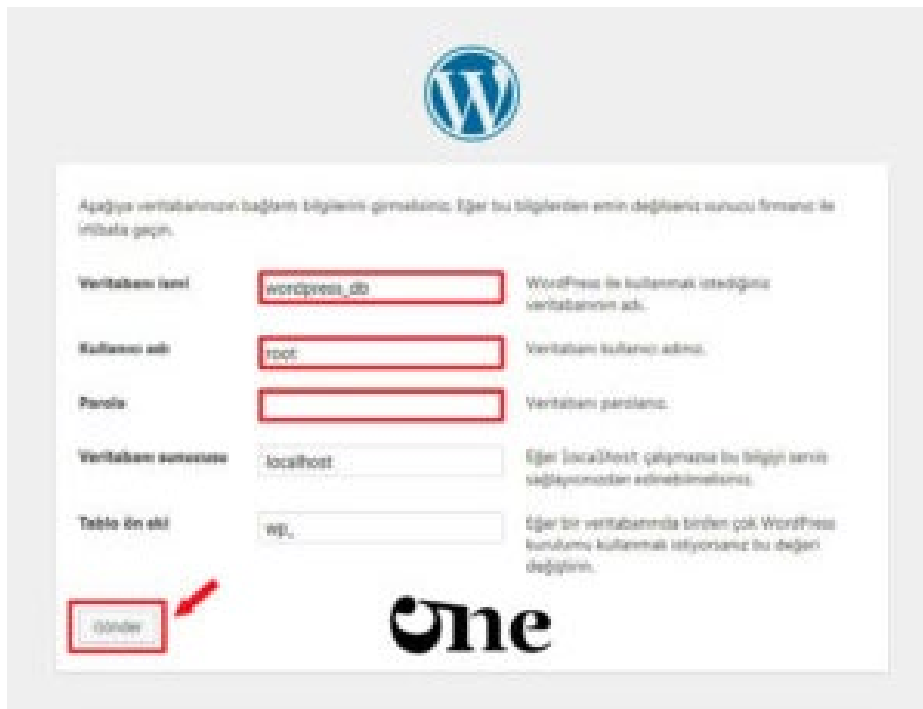 Aşağıya veritabanınızın bağlantı bilgilerini girmelisiniz. Eğer bu bilgilerden emin değilseniz sunucu firmanız ile
irtibata geçin.
Veritabanı ismi
wordpress_db
WordPress ile kullanmak istediğiniz
veritabanının adı.
Kullanıcı adı
root
Veritabanı kullanıcı adınız.
Parola
Veritabanı parolanız.
Veritabanı sunucusu
localhost
Eğer localhost çalışmazsa bu bilgiyi servis
sağlayıcınızdan edinebilmelisiniz.
Tablo ön eki
wp_
Eğer bir veritabanında birden çok WordPress
kurulumu kullanmak istiyorsanız bu değeri
değiştirin.
Gönder